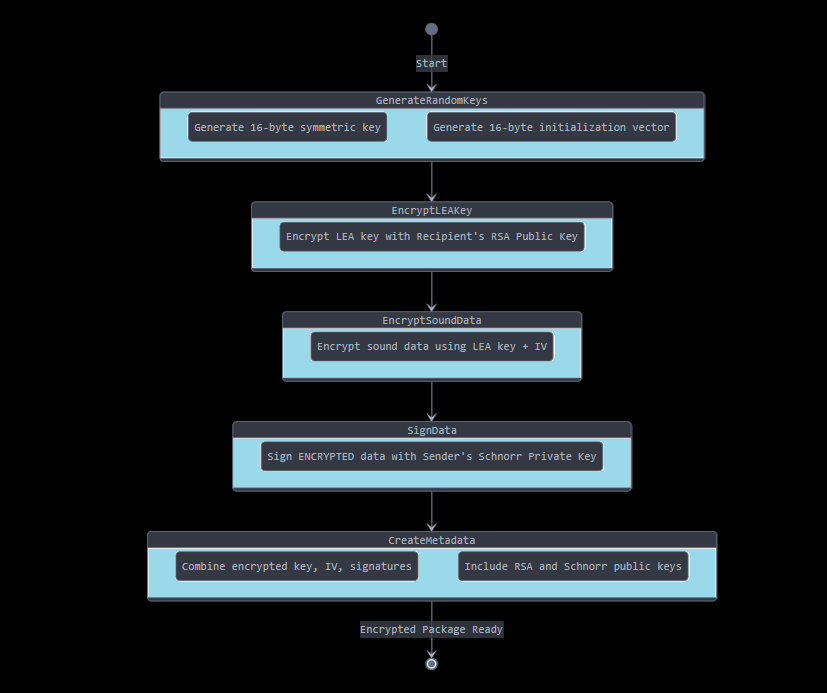 Start
GenerateRandomKeys
Generate 16-byte symmetric key
Generate 16-byte initialization vector
EncryptLEAKey
Encrypt LEA key with Recipient's RSA Public Key
EncryptSoundData
Encrypt sound data using LEA key + IV
SignData
Sign ENCRYPTED data with Sender's Schnorr Private Key
CreateMetadata
Combine encrypted key, IV, signatures
Include RSA and Schnorr public keys
Encrypted Package Ready